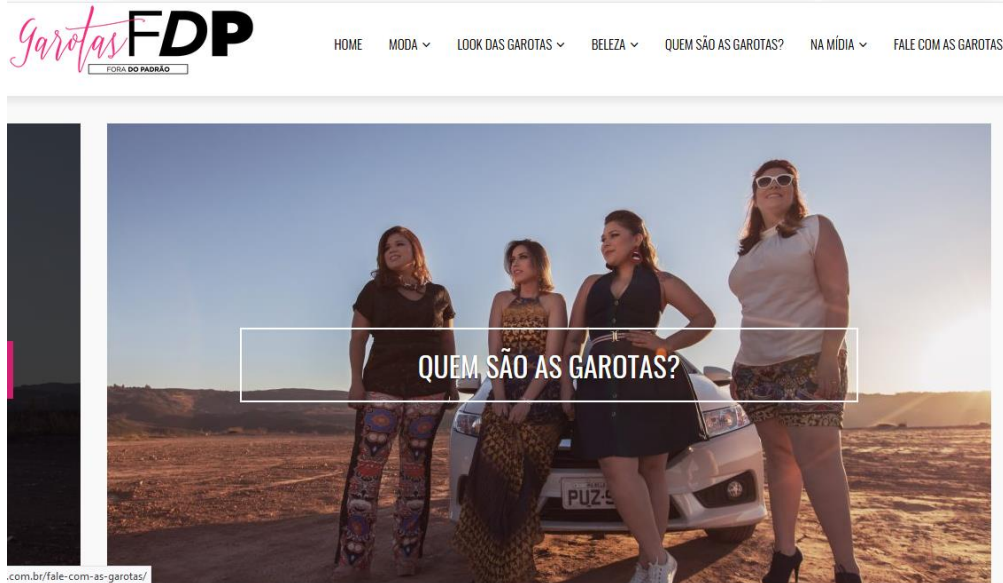 Garotas FDP
FORA DO PADRÃO
HOME MODA LOOK DAS GAROTAS BELEZA QUEM SÃO AS GAROTAS? NA MÍDIA FALE COM AS GAROTAS
QUEM SÃO AS GAROTAS?
PUZ-9
.com.br/fale-com-as-garotas/